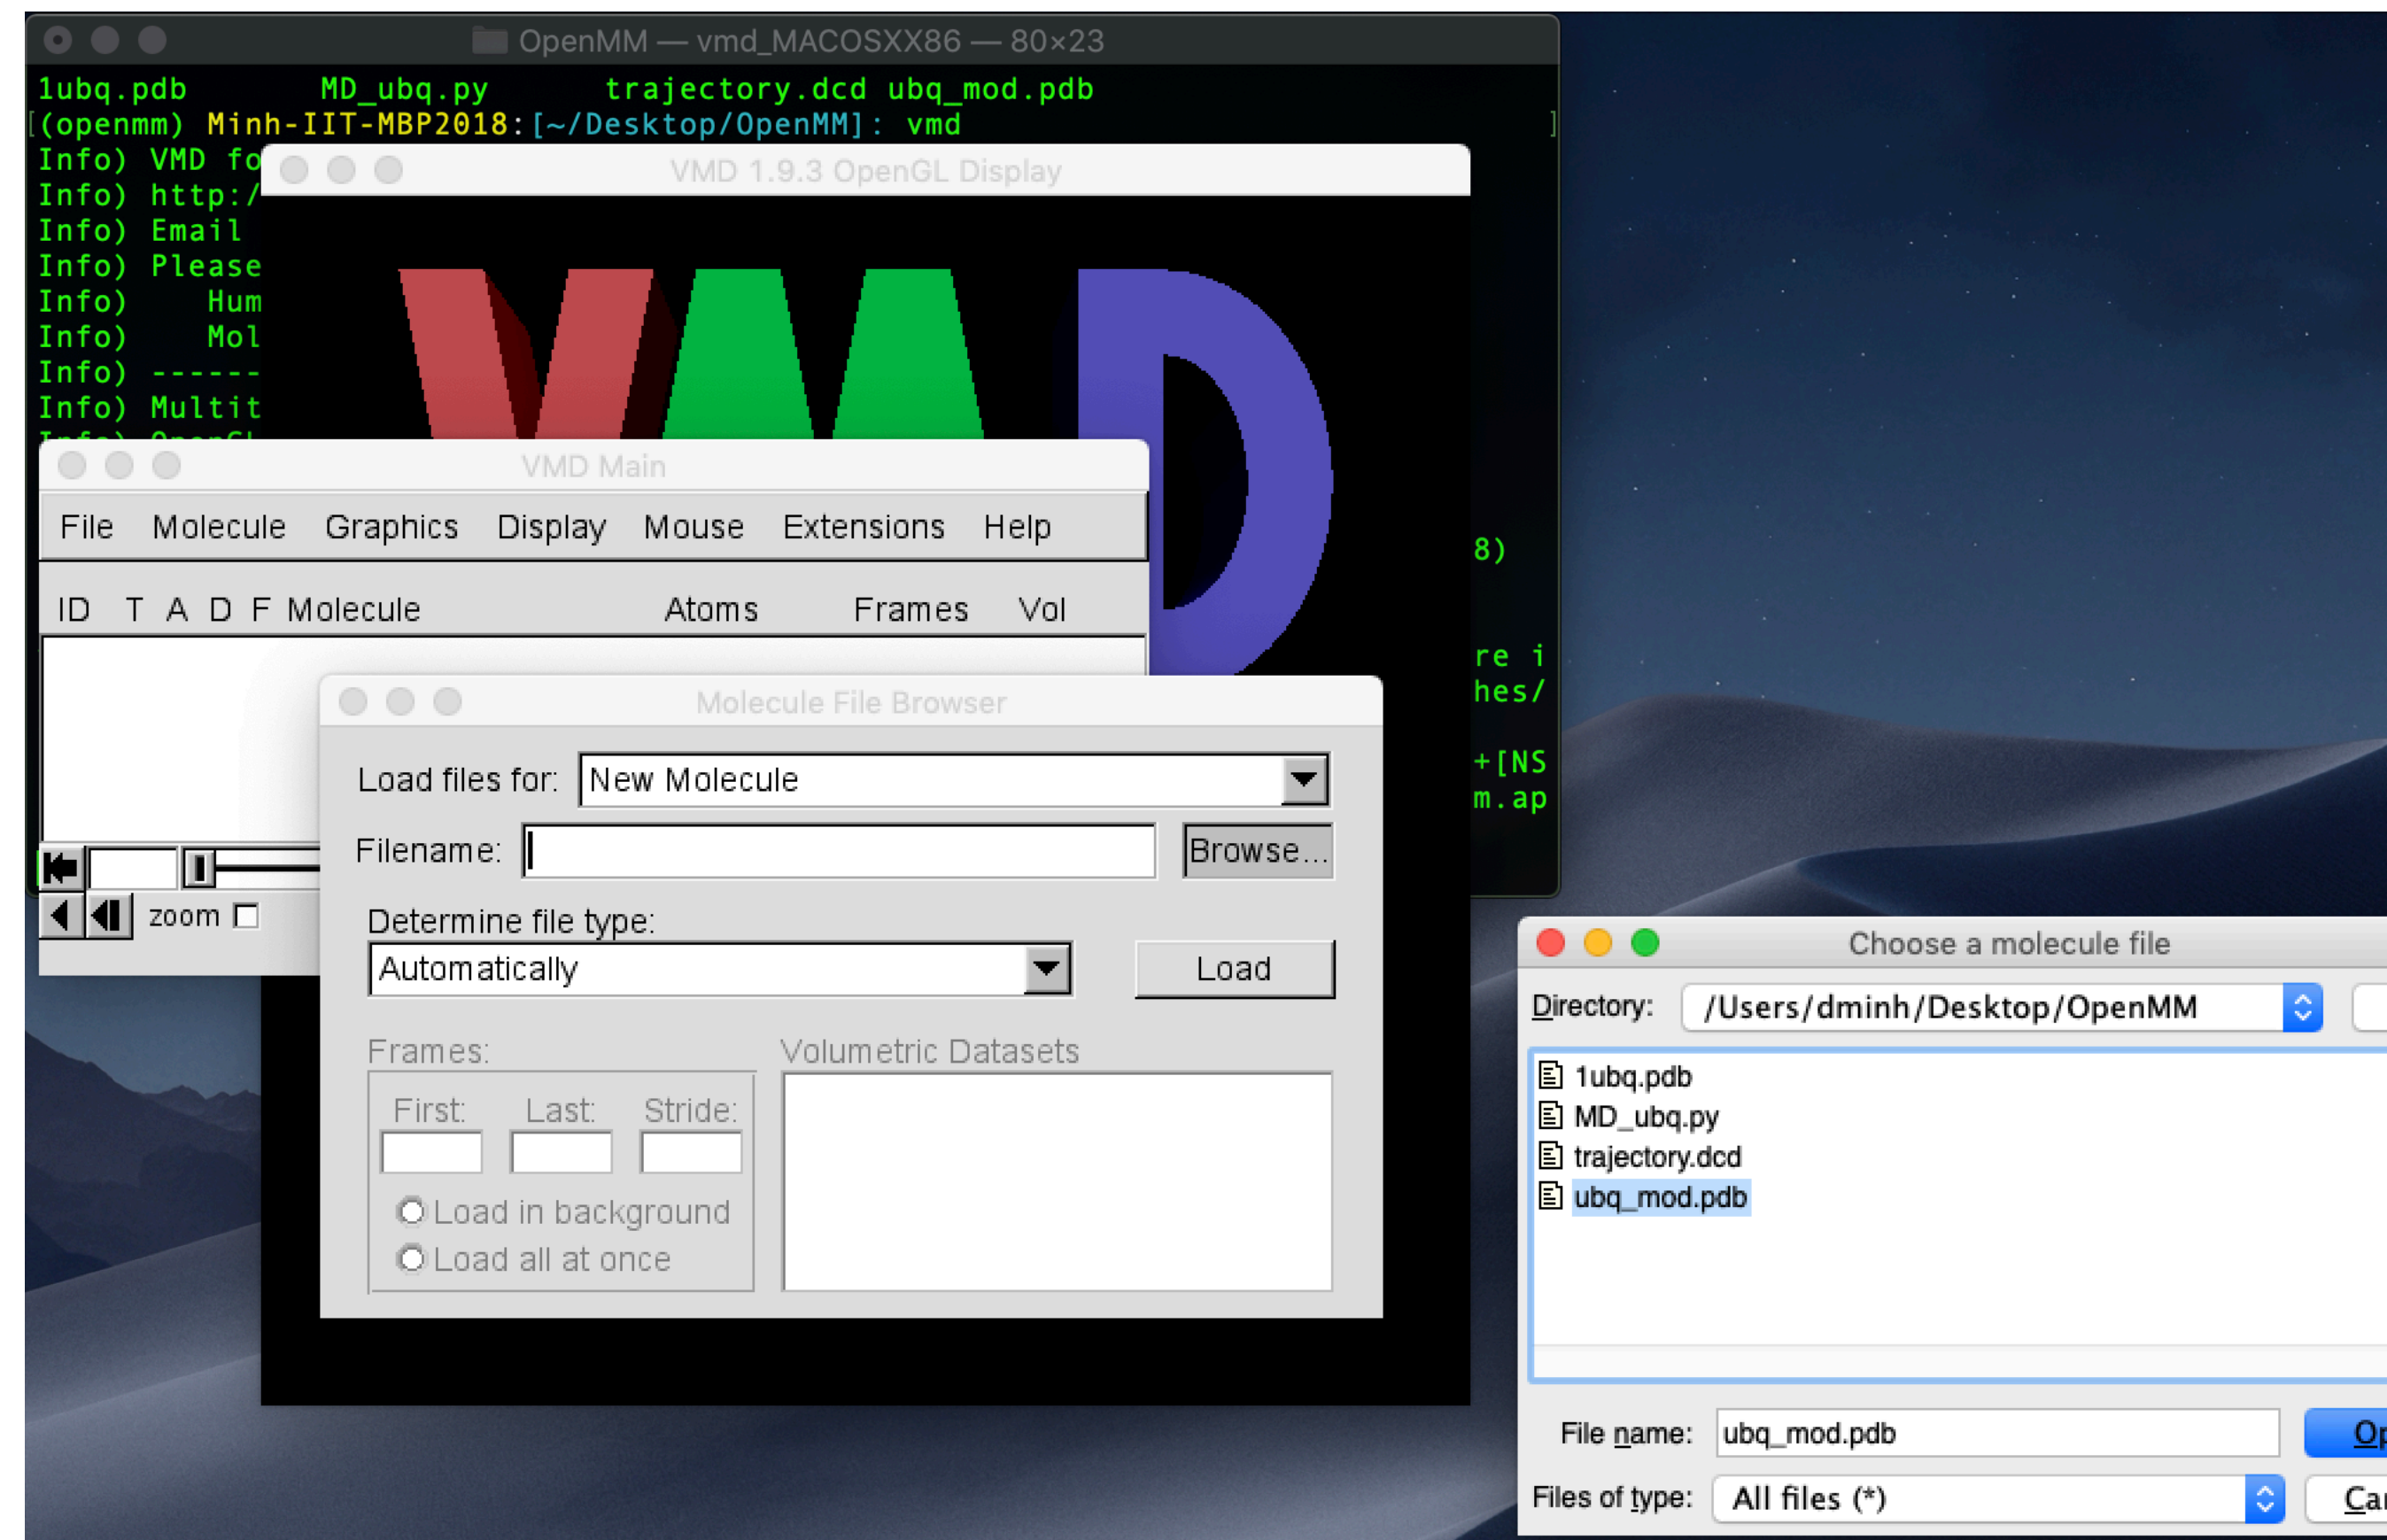 OpenMM — vmd_MACOSXX86 — 80×23
1ubq.pdb MD_ubq.py trajectory.dcd ubq_mod.pdb
[(openmm) Minh-IIT-MBP2018:[~/Desktop/OpenMM]: vmd ]
Info) VMD fo
Info) http:/
Info) Email
Info) Please
Info) Hum
Info) Mol
Info) ------
Info) Multit
8)
re i
hes/
+[NS
m.ap
VMD 1.9.3 OpenGL Display
VMD
VMD Main
File Molecule Graphics Display Mouse Extensions Help
ID T A D F Molecule Atoms Frames Vol
zoom
Molecule File Browser
Load files for: New Molecule
Filename: Browse...
Determine file type:
Automatically Load
Frames: Volumetric Datasets
First: Last: Stride:
Load in background
Load all at once
Choose a molecule file
Directory: /Users/dminh/Desktop/OpenMM
1ubq.pdb
MD_ubq.py
trajectory.dcd
ubq_mod.pdb
File name: ubq_mod.pdb Op
Files of type: All files (*) Ca